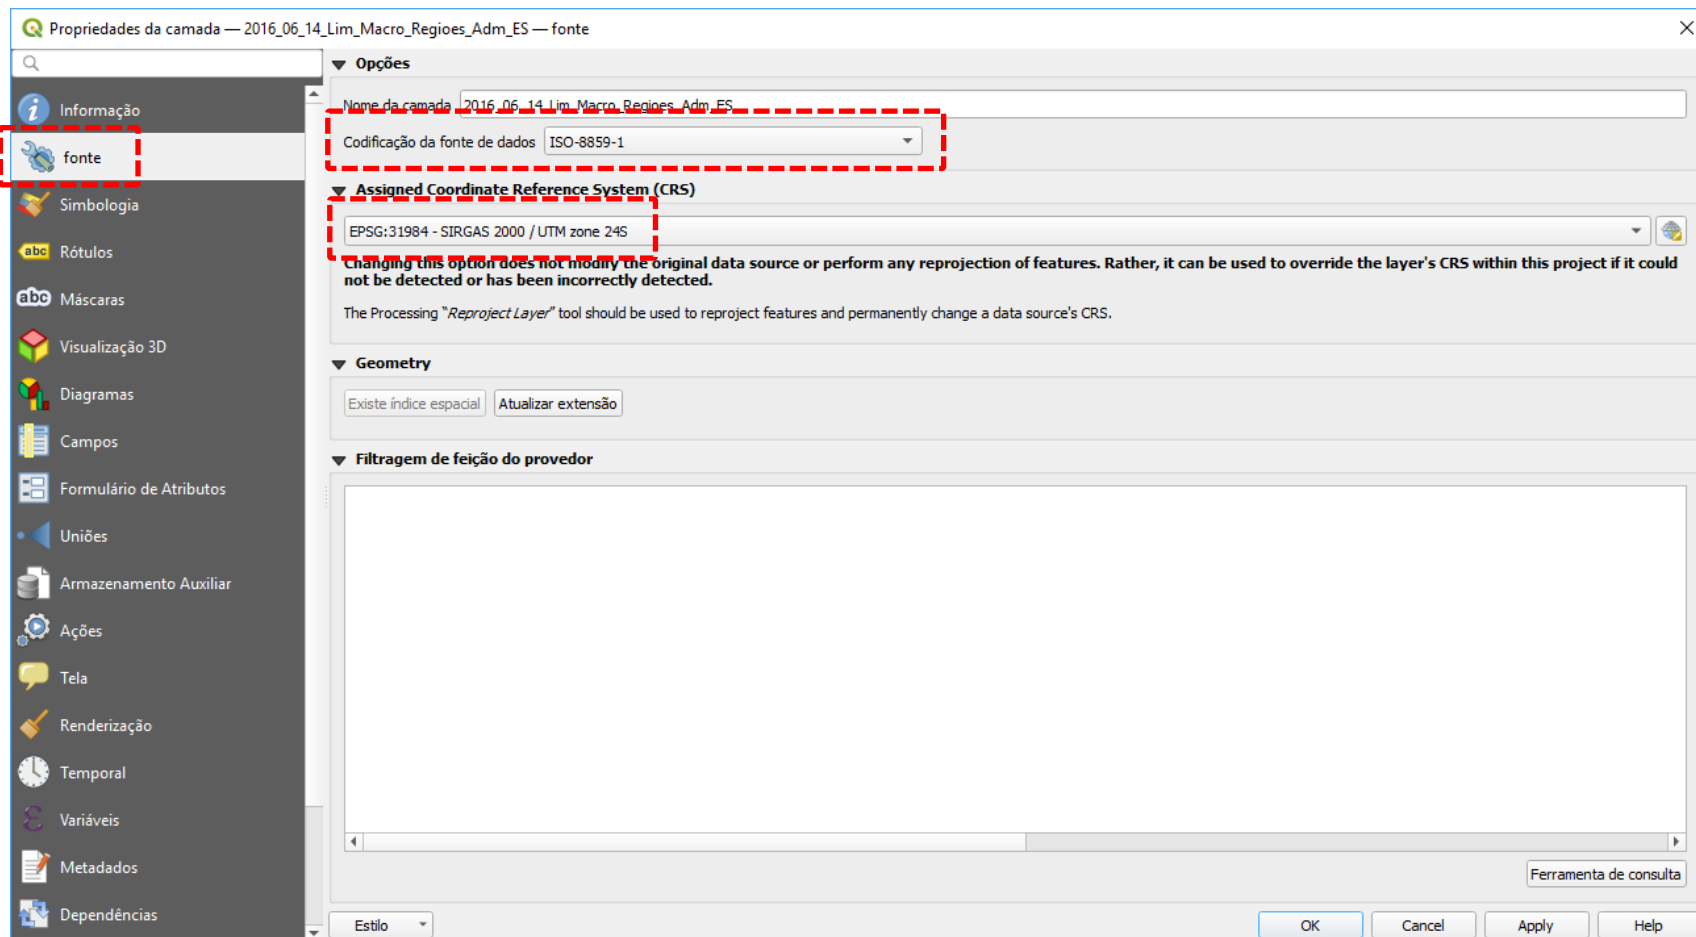 Propriedades da camada — 2016_06_14_Lim_Macro_Regioes_Adm_ES — fonte
Informação
fonte
Simbologia
abc Rótulos
abc Máscaras
Visualização 3D
Diagramas
Campos
Formulário de Atributos
Uniões
Armazenamento Auxiliar
Ações
Tela
Renderização
Temporal
Variáveis
Metadados
Dependências
Opções
Nome da camada 2016_06_14_Lim_Macro_Regioes_Adm_ES
Codificação da fonte de dados ISO-8859-1
Assigned Coordinate Reference System (CRS)
EPSG:31984 - SIRGAS 2000 / UTM zone 24S
Changing this option does not modify the original data source or perform any reprojection of features. Rather, it can be used to override the layer's CRS within this project if it could
not be detected or has been incorrectly detected.
The Processing "Reproject Layer" tool should be used to reproject features and permanently change a data source's CRS.
Geometry
Existe índice espacial Atualizar extensão
Filtragem de feição do provedor
Ferramenta de consulta
Estilo OK Cancel Apply Help